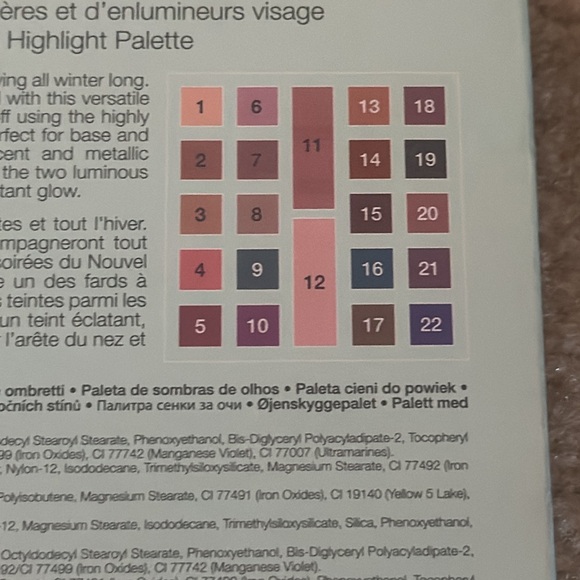 ères et d'enlumineurs visage
Highlight Palette
ing all winter long.
with this versatile
ff using the highly
rfect for base and
cent and metallic
the two luminous
tant glow.
tes et tout l'hiver.
mpagneront tout
soirées du Nouvel
e un des fards à
teintes parmi les
un teint éclatant,
l'arête du nez et
1 6 11 13 18
2 7 14 19
3 8 15 20
4 9 12 16 21
5 10 17 22
ombretti • Paleta de sombras de olhos • Paleta cieni do powiek •
očních stínů • Палитра сенки за очи • Øjenskyggepalet • Palett med
decyl Stearoyl Stearate, Phenoxyethanol, Bis-Diglyceryl Polyacyladipate-2, Tocopheryl
99 (Iron Oxides), CI 77742 (Manganese Violet), CI 77007 (Ultramarines).
Nylon-12, Isododecane, Trimethylsiloxysilicate, Magnesium Stearate, CI 77492 (Iron
Polyisobutene, Magnesium Stearate, CI 77491 (Iron Oxides), CI 19140 (Yellow 5 Lake),
-12, Magnesium Stearate, Isododecane, Trimethylsiloxysilicate, Silica, Phenoxyethanol,
Octyldodecyl Stearoyl Stearate, Phenoxyethanol, Bis-Diglyceryl Polyacyladipate-2,
92/CI 77499 (Iron Oxides), CI 77742 (Manganese Violet).